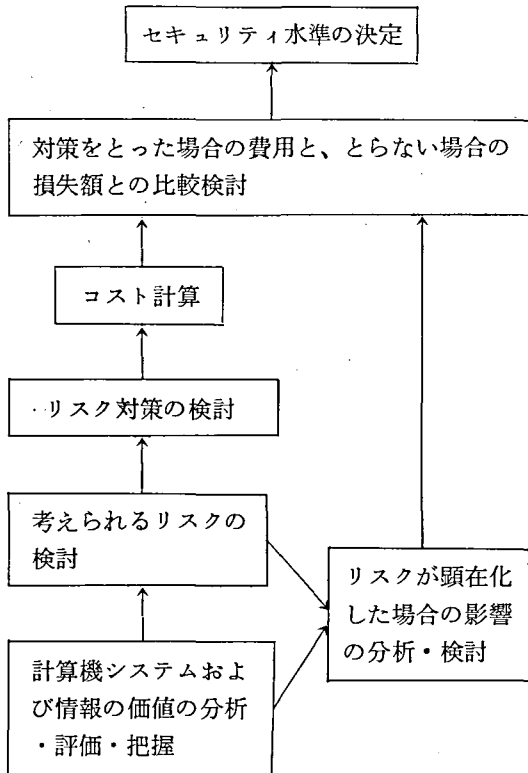 セキュリティ水準の決定
対策をとった場合の費用と、とらない場合の
損失額との比較検討
コスト計算
リスク対策の検討
考えられるリスクの
検討
リスクが顕在化
した場合の影響
の分析・検討
計算機システムおよ
び情報の価値の分析
・評価・把握